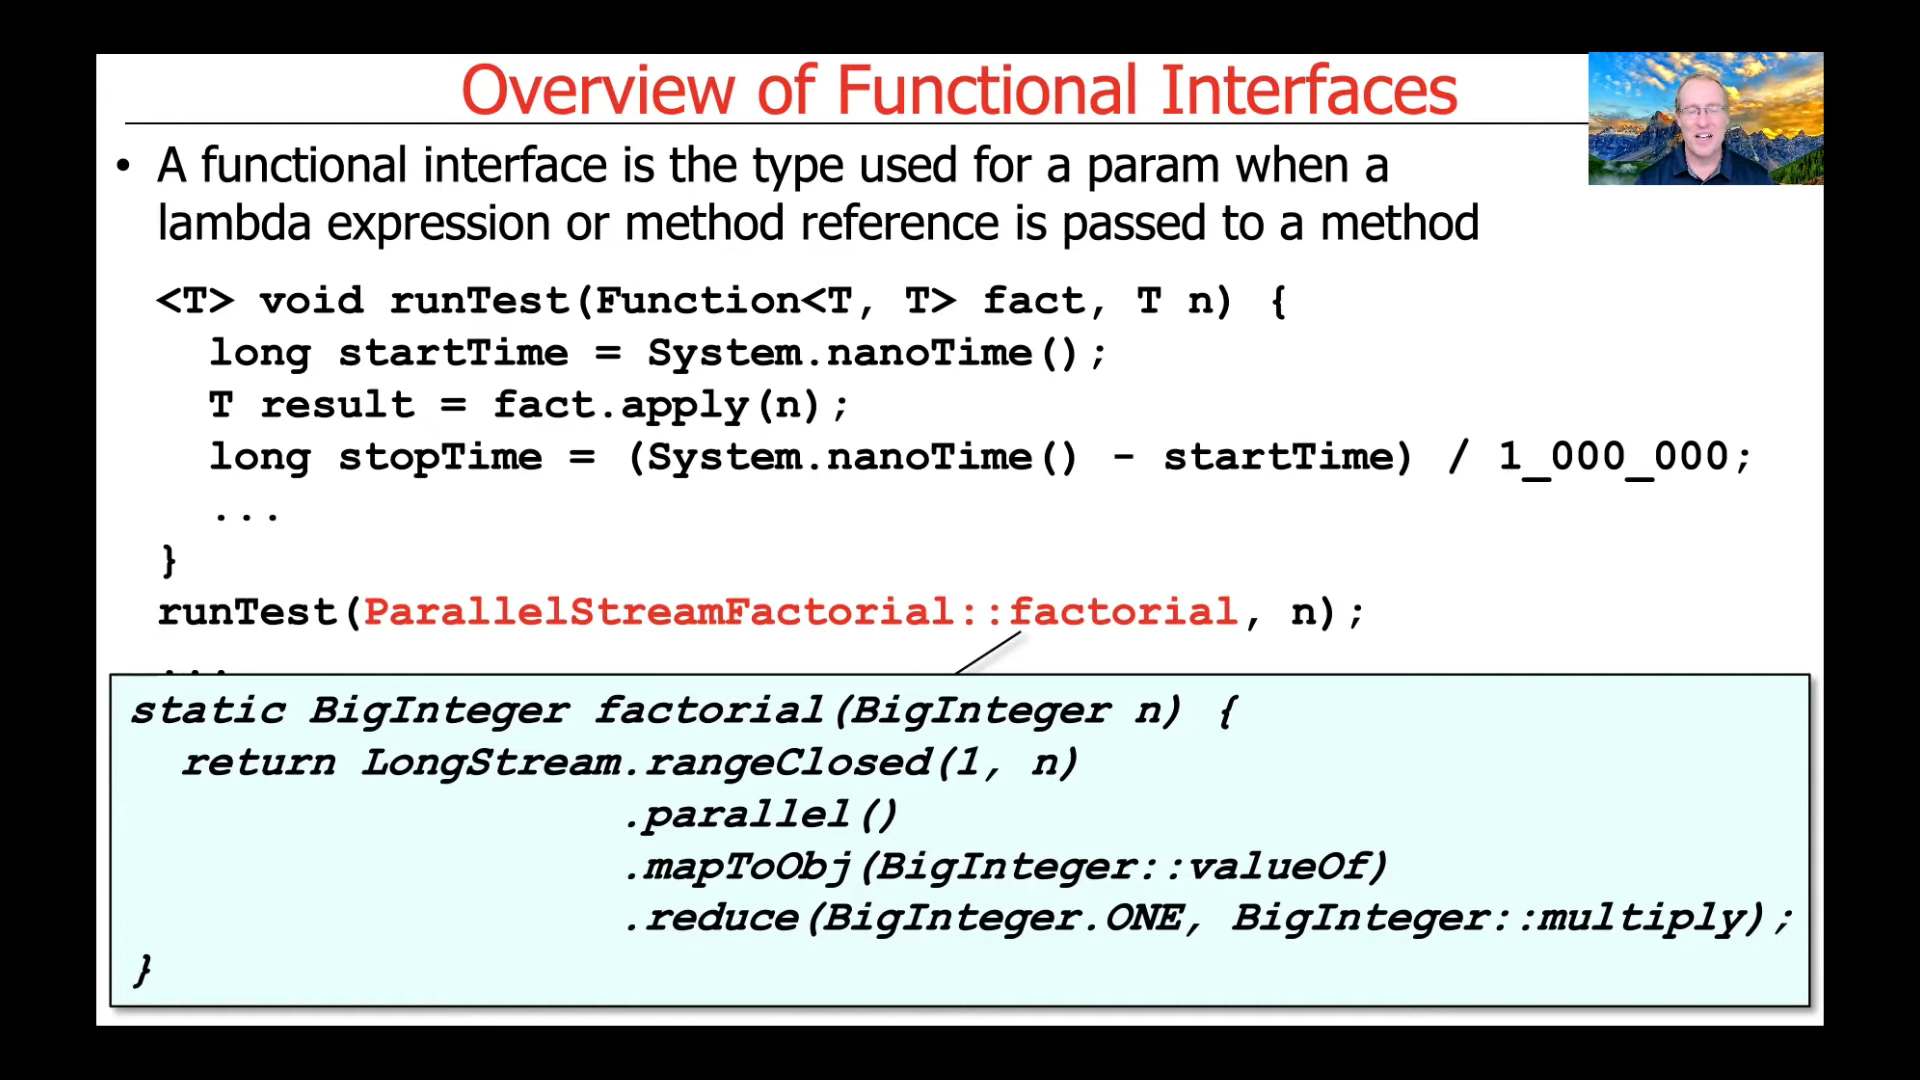 Overview of Functional Interfaces
• A functional interface is the type used for a param when a
lambda expression or method reference is passed to a method
<T> void runTest(Function<T, T> fact, T n) {
long startTime = System.nanoTime();
T result = fact.apply(n);
long stopTime = (System.nanoTime() - startTime) / 1_000_000;
...
}
runTest(ParallelStreamFactorial::factorial, n);
...
static BigInteger factorial(BigInteger n) {
return LongStream.rangeClosed(1, n)
.parallel()
.mapToObj(BigInteger::valueOf)
.reduce(BigInteger.ONE, BigInteger::multiply);
}